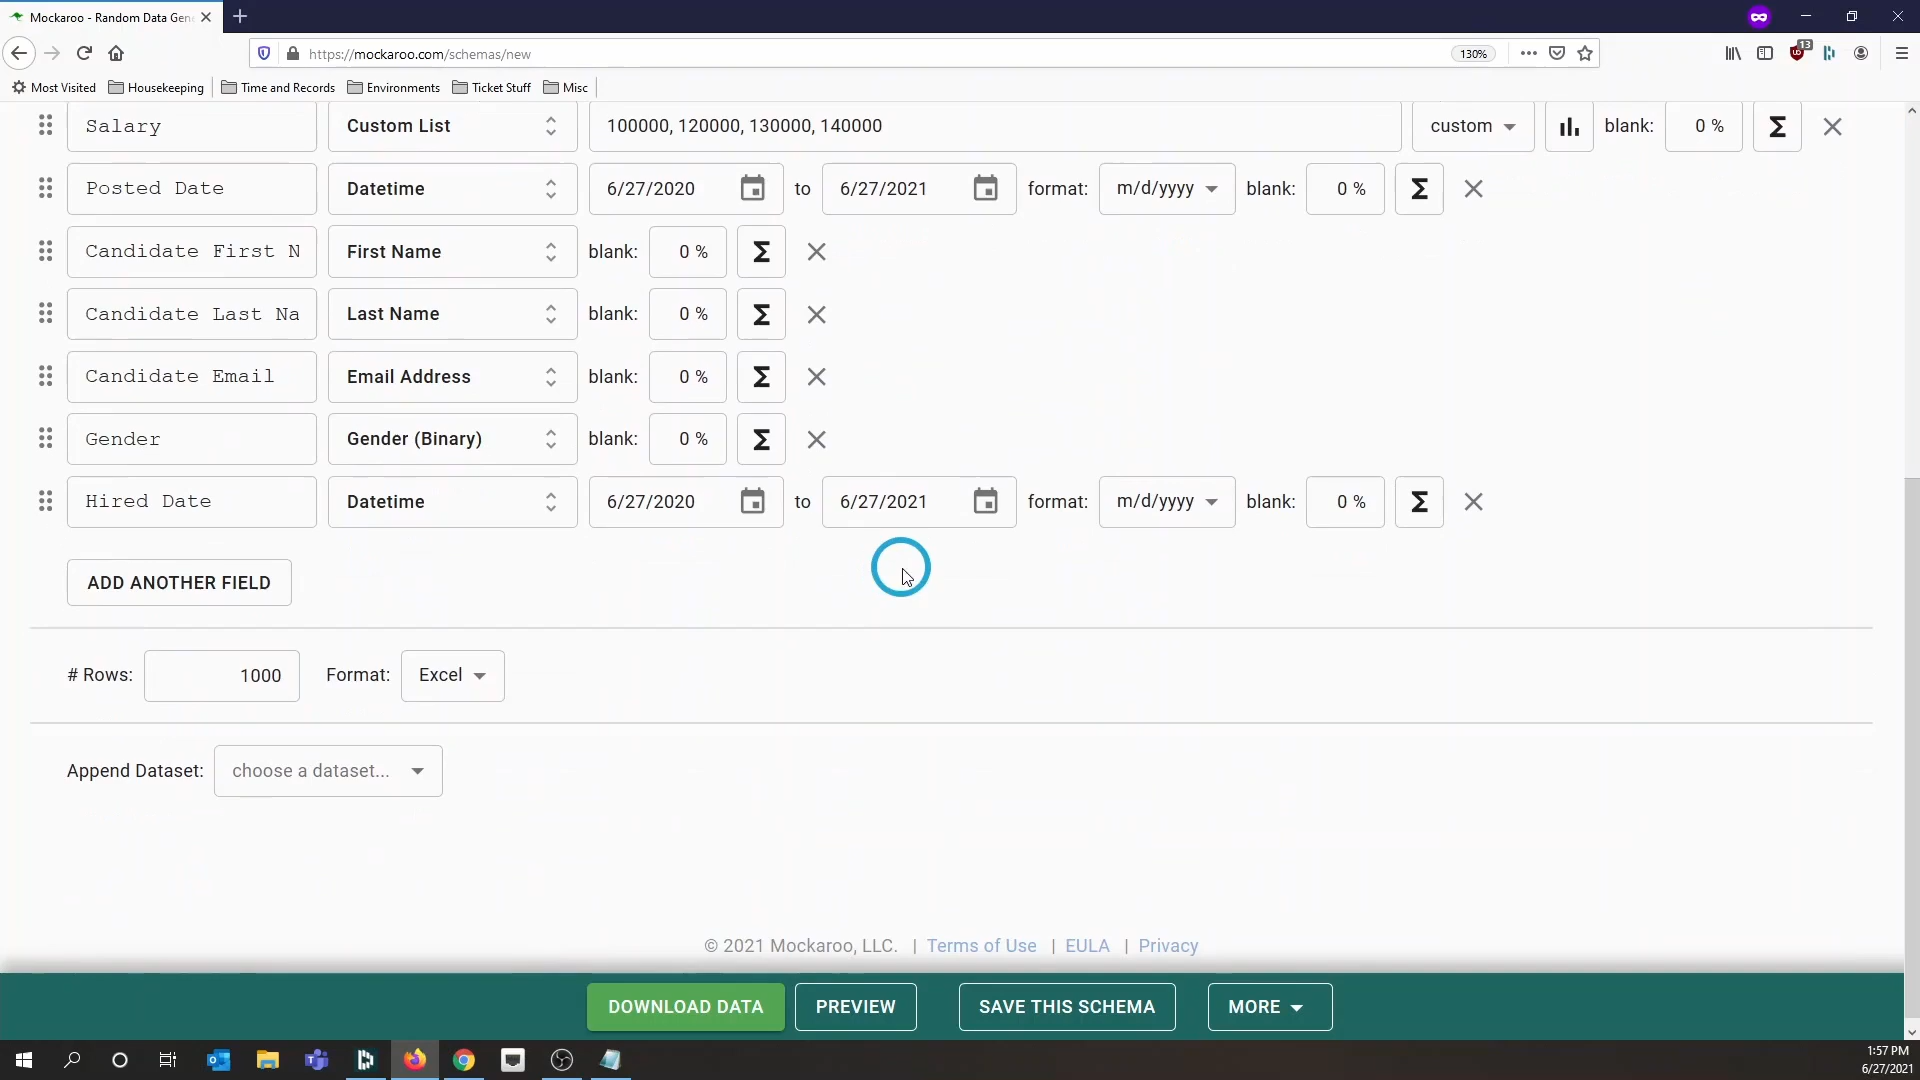 Mockaroo - Random Data Gen
https://mockaroo.com/schemas/new
130%
13
Most Visited Housekeeping Time and Records Environments Ticket Stuff Misc
Salary Custom List 100000, 120000, 130000, 140000 custom blank: 0 % Σ
Posted Date Datetime 6/27/2020 to 6/27/2021 format: m/d/yyyy blank: 0 % Σ
Candidate First N First Name blank: 0 % Σ
Candidate Last Na Last Name blank: 0 % Σ
Candidate Email Email Address blank: 0 % Σ
Gender Gender (Binary) blank: 0 % Σ
Hired Date Datetime 6/27/2020 to 6/27/2021 format: m/d/yyyy blank: 0 % Σ
ADD ANOTHER FIELD
# Rows: 1000 Format: Excel
Append Dataset: choose a dataset...
© 2021 Mockaroo, LLC. | Terms of Use | EULA | Privacy
DOWNLOAD DATA PREVIEW SAVE THIS SCHEMA MORE
1:57 PM
6/27/2021